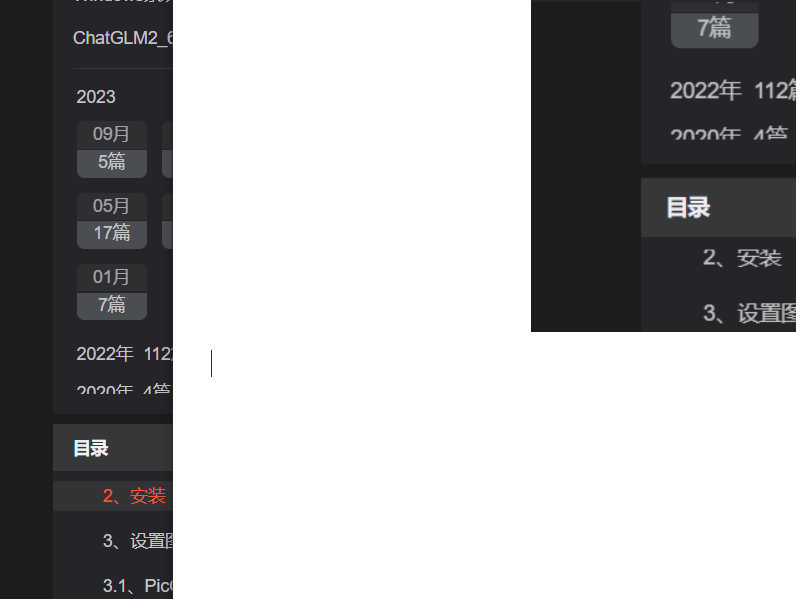 ChatGLM2_6
2023
09月
5篇
05月
17篇
01月
7篇
2022年 112
2020年 4篇
目录
2、安装
3、设置图
3.1、Pic
7篇
2022年 112篇
2020年 4篇
目录
2、安装
3、设置图